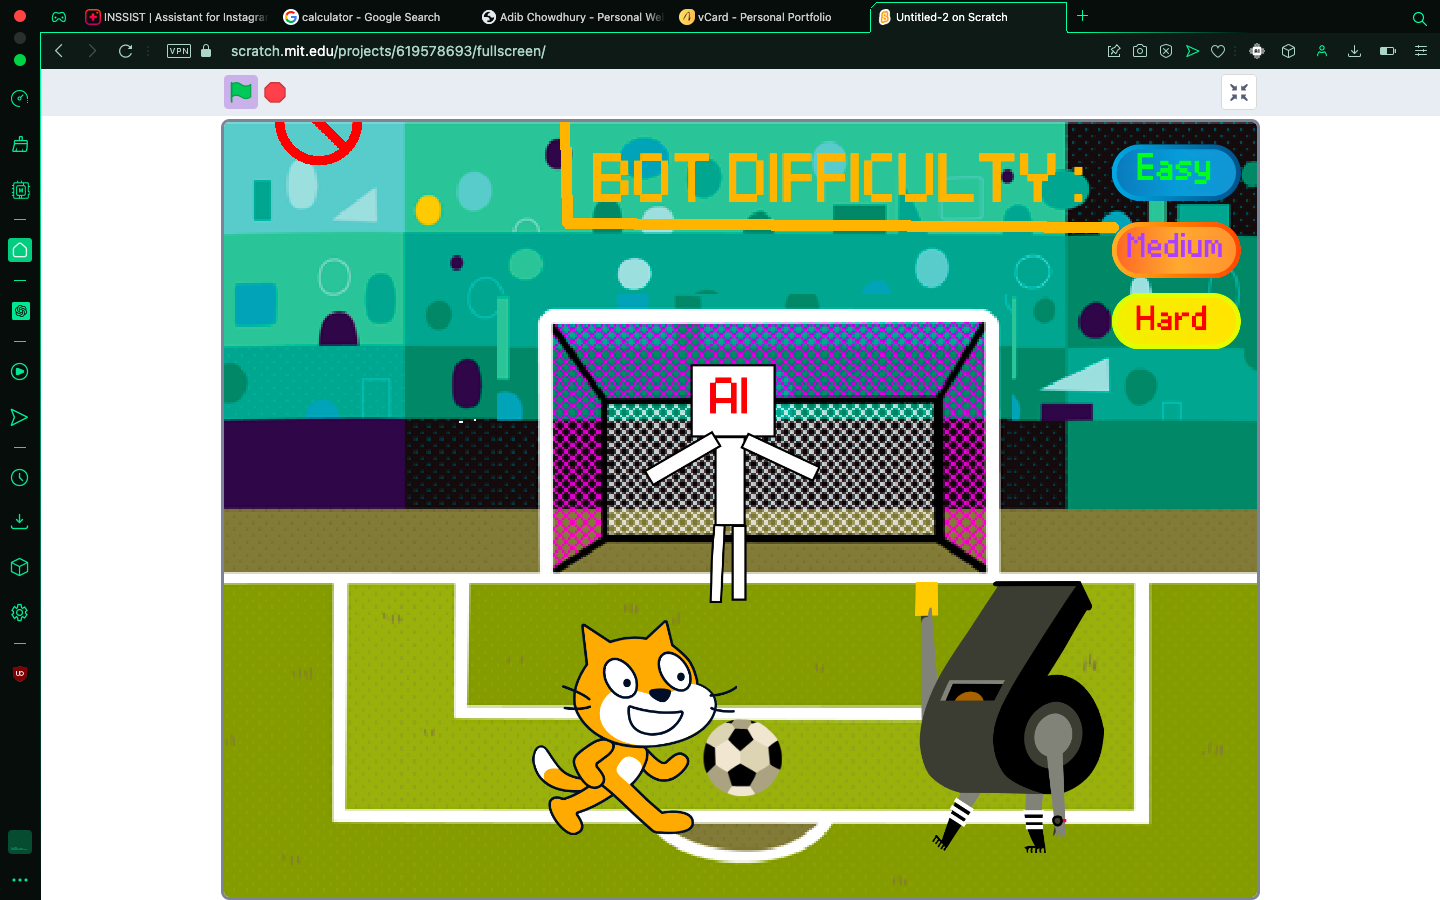 INSSIST | Assistant for Instagra
calculator - Google Search
Adib Chowdhury - Personal We
vCard - Personal Portfolio
Untitled-2 on Scratch
VPN
scratch.mit.edu/projects/619578693/fullscreen/
BOT DIFFICULTY:
Easy
Medium
Hard
AI